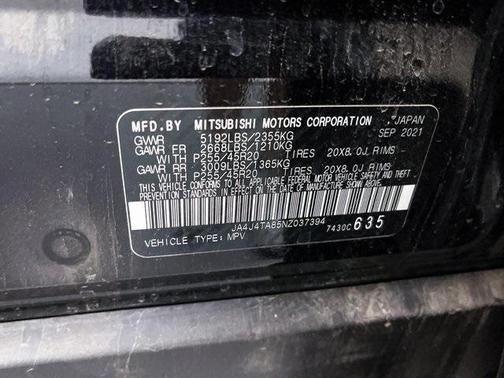 MFD.BY MITSUBISHI MOTORS CORPORATION JAPAN
SEP 2021
GVWR 5192LBS/2355KG
GAWR FR 2668LBS/1210KG
WITH P255/45R20 TIRES 20X8.0J RIMS
GAWR RR 3009LBS/1365KG
WITH P255/45R20 TIRES 20X8.0J RIMS
THIS VEHICLE CONFORMS TO ALL APPLICABLE FEDERAL MOTOR VEHICLE SAFETY, BUMPER AND THEFT
PREVENTION STANDARDS IN EFFECT ON THE DATE OF MANUFACTURE SHOWN ABOVE.
JA4J4TA85NZ037394 7430C 635
VEHICLE TYPE: MPV